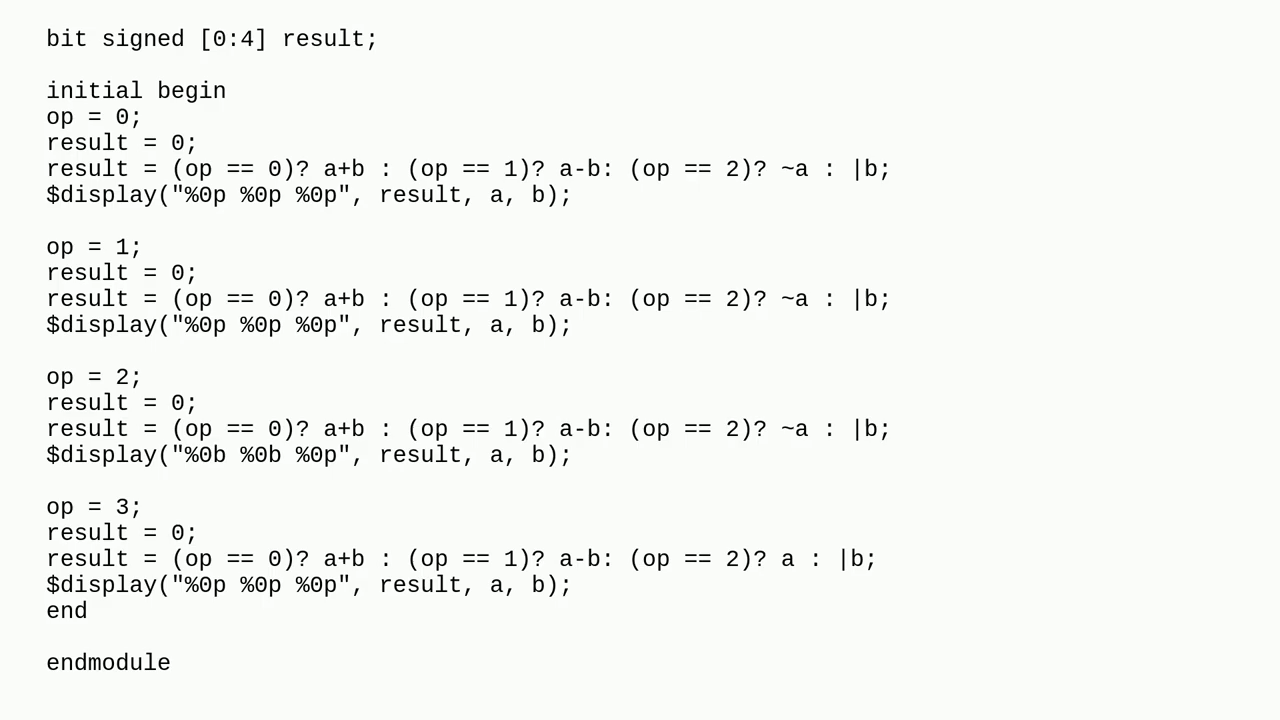 bit signed [0:4] result;
initial begin
op = 0;
result = 0;
result = (op == 0)? a+b : (op == 1)? a-b: (op == 2)? ~a : |b;
$display("%0p %0p %0p", result, a, b);
op = 1;
result = 0;
result = (op == 0)? a+b : (op == 1)? a-b: (op == 2)? ~a : |b;
$display("%0p %0p %0p", result, a, b);
op = 2;
result = 0;
result = (op == 0)? a+b : (op == 1)? a-b: (op == 2)? ~a : |b;
$display("%0b %0b %0p", result, a, b);
op = 3;
result = 0;
result = (op == 0)? a+b : (op == 1)? a-b: (op == 2)? a : |b;
$display("%0p %0p %0p", result, a, b);
end
endmodule